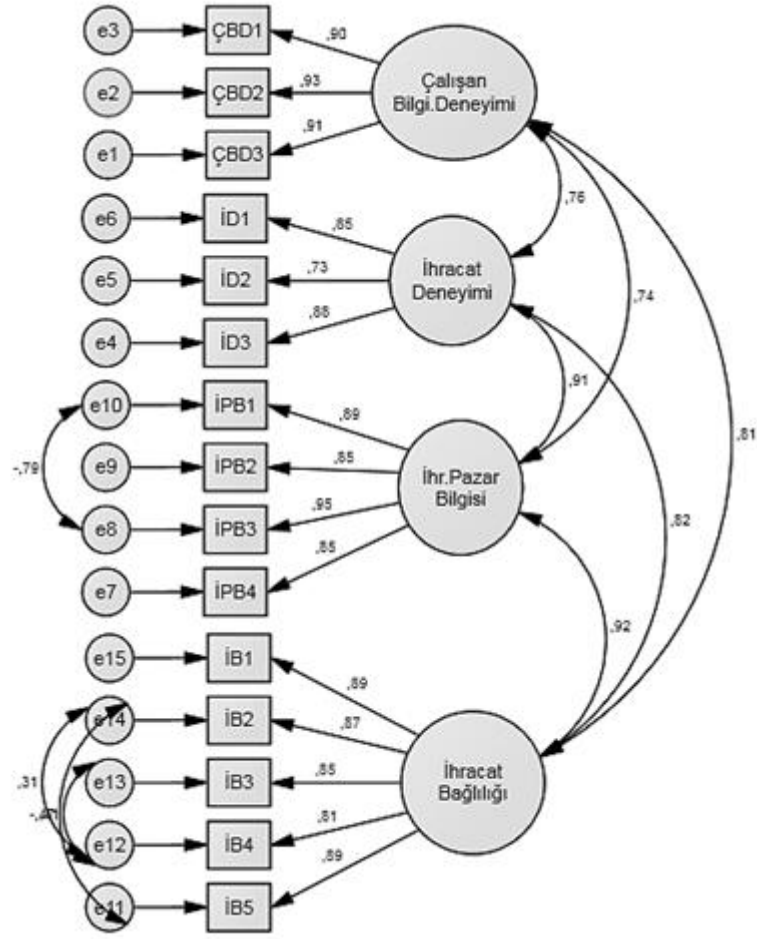 e3
ÇBD1
,90
e2
ÇBD2
,93
Çalışan
Bilgi.Deneyimi
e1
ÇBD3
,91
,76
e6
İD1
,85
e5
İD2
,73
İhracat
Deneyimi
,74
e4
İD3
,88
,91
e10
İPB1
,89
,81
-,79
e9
İPB2
,85
İhr.Pazar
Bilgisi
e8
İPB3
,95
,82
e7
İPB4
,85
,92
e15
İB1
,89
e14
İB2
,87
,31
e13
İB3
,85
İhracat
Bağlılığı
e12
İB4
,81
e11
İB5
,89